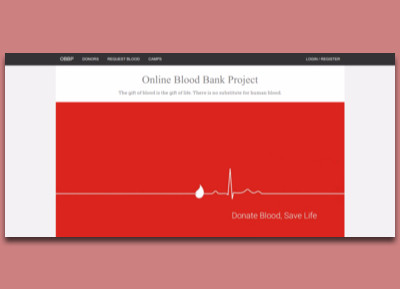 OBBP DONORS REQUEST BLOOD CAMPS LOGIN / REGISTER
Online Blood Bank Project
The gift of blood is the gift of life. There is no substitute for human blood
Donate Blood, Save Life